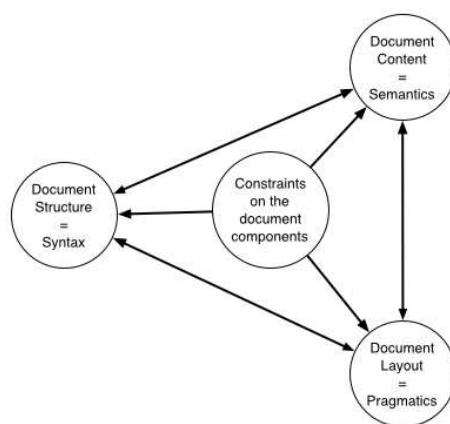 Document
Content
=
Semantics
Constraints
on the
document
components
Document
Structure
=
Syntax
Document
Layout
=
Pragmatics